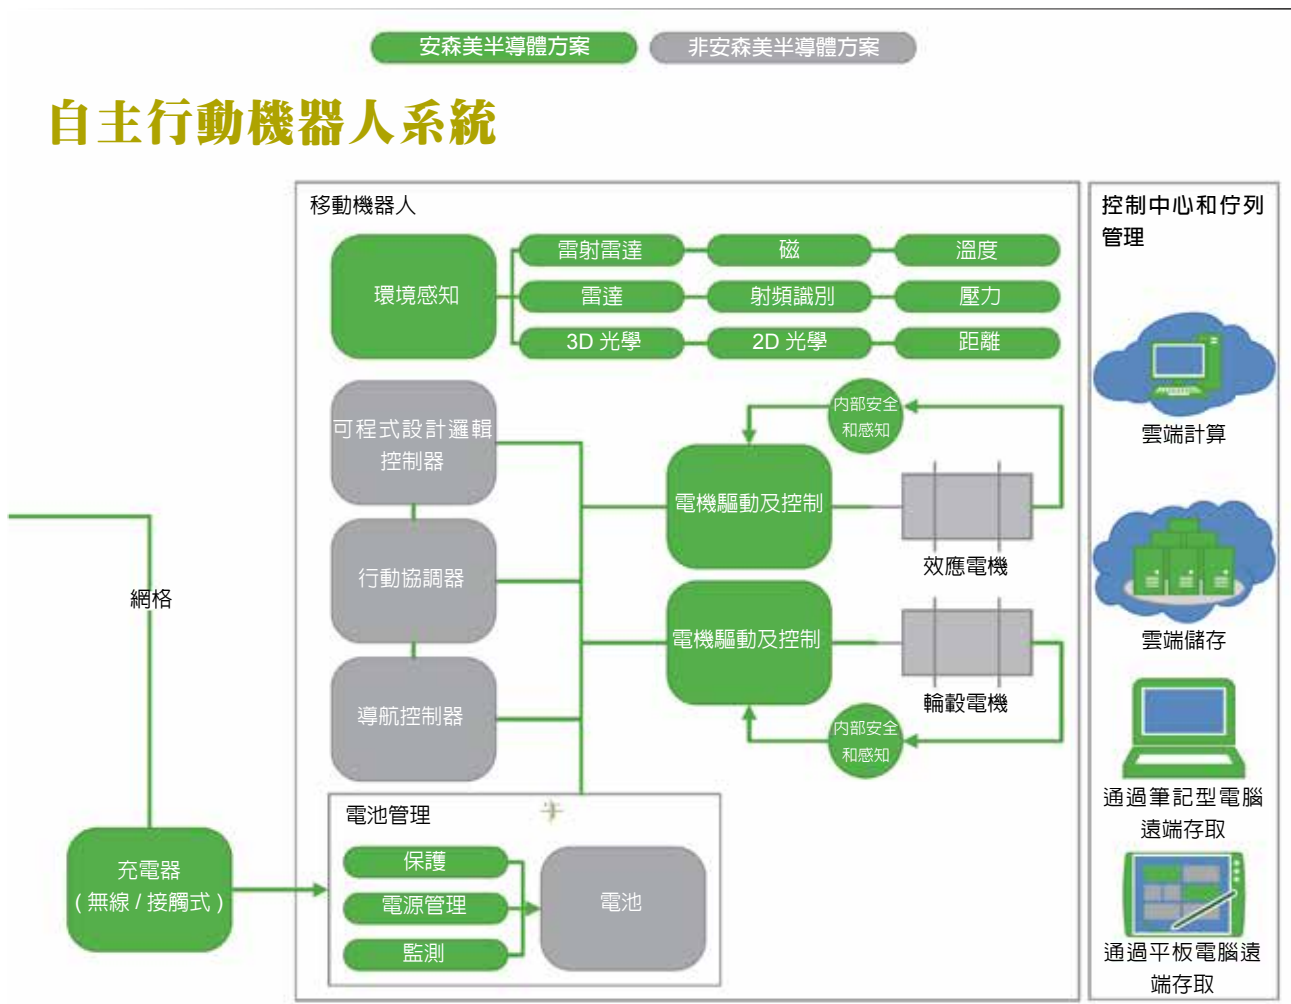 安森美半導體方案
非安森美半導體方案
自主行動機器人系統
移動機器人
環境感知
雷射雷達
磁
溫度
雷達
射頻識別
壓力
3D 光學
2D 光學
距離
可程式設計邏輯
控制器
行動協調器
導航控制器
内部安全
和感知
電機驅動及控制
效應電機
電機驅動及控制
輪轂電機
内部安全
和感知
網格
充電器
( 無線 / 接觸式 )
電池管理
保護
電源管理
監測
電池
控制中心和佇列
管理
雲端計算
雲端儲存
通過筆記型電腦
遠端存取
通過平板電腦遠
端存取